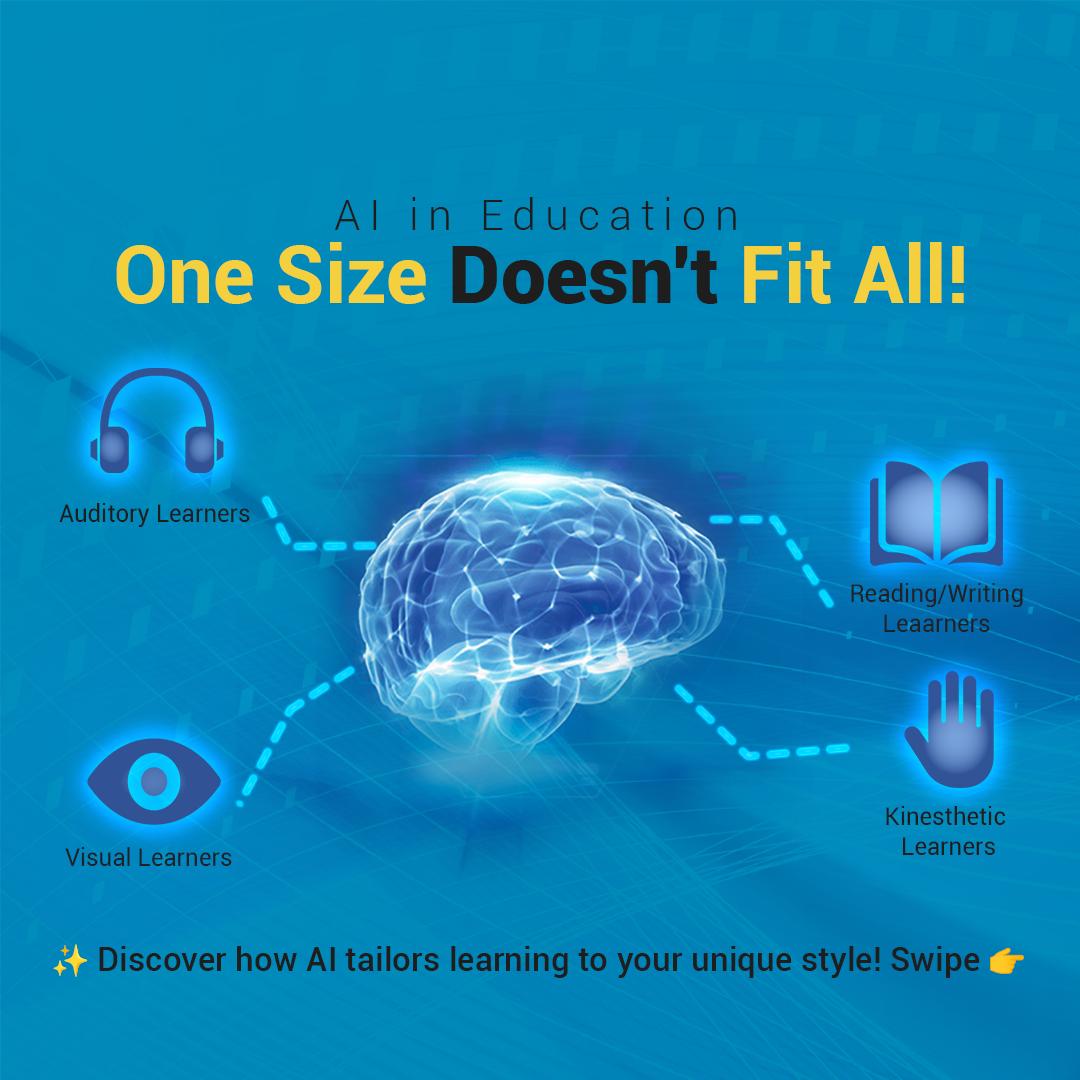 AI in Education
One Size Doesn't Fit All!
Auditory Learners
Reading/Writing
Leaarners
Kinesthetic
Learners
Visual Learners
✨ Discover how AI tailors learning to your unique style! Swipe 👉